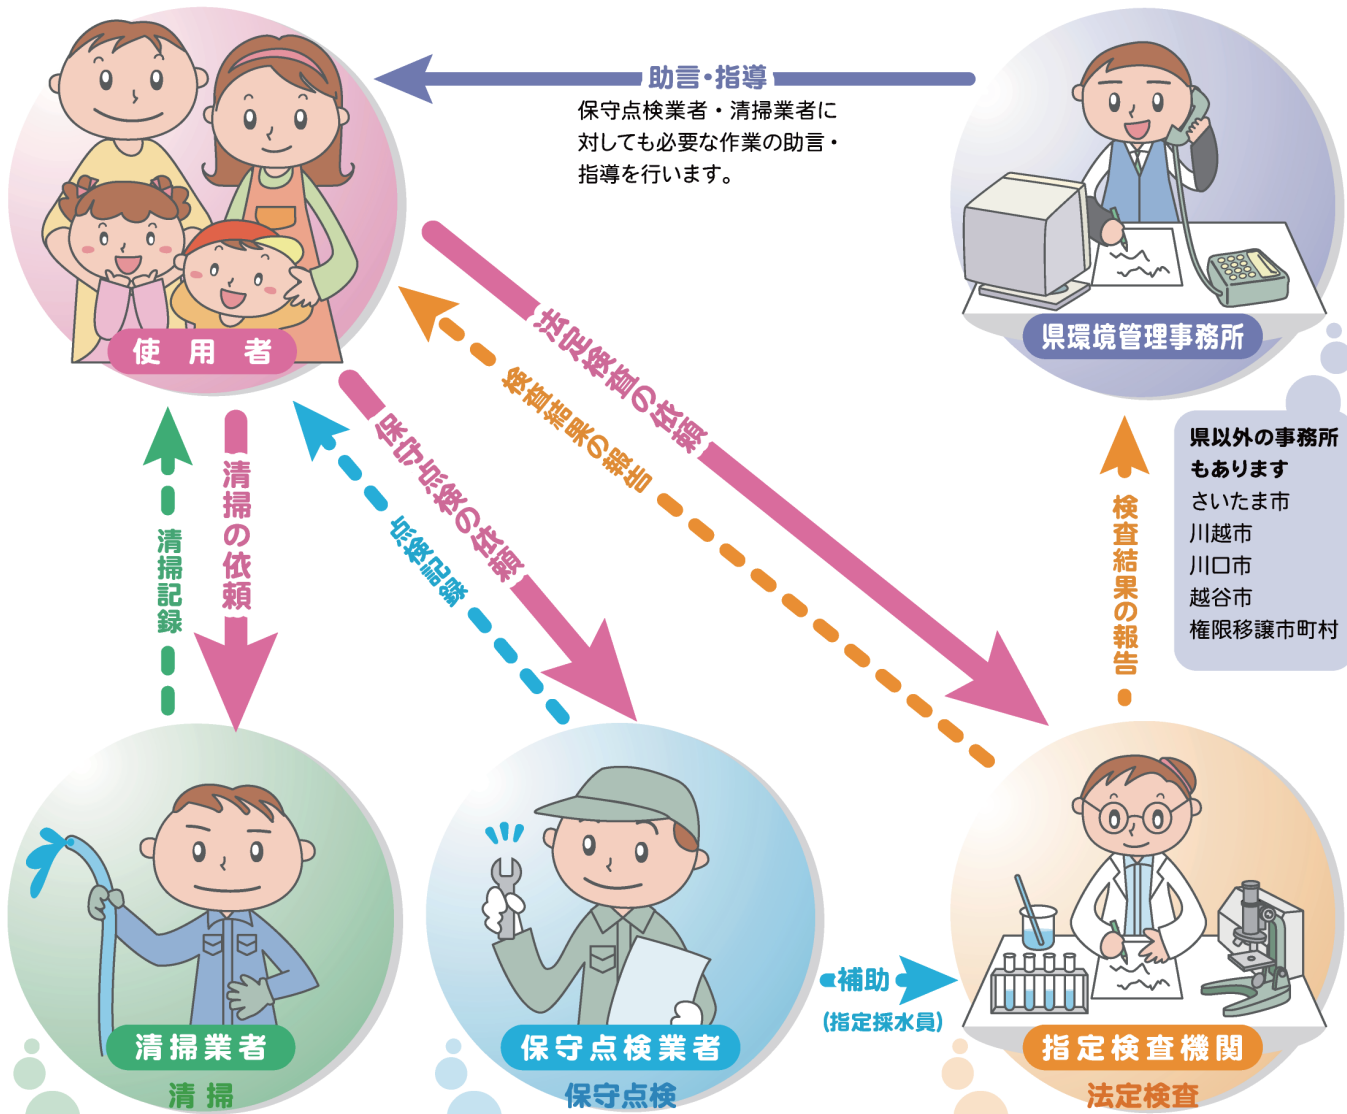 助言・指導
保守点検業者・清掃業者に
対しても必要な作業の助言・
指導を行います。
使用者
県環境管理事務所
県以外の事務所
もあります
さいたま市
川越市
川口市
越谷市
権限移譲市町村
清掃記録
清掃の依頼
点検記録
保守点検の依頼
検査結果の報告
法定検査の依頼
検査結果の報告
清掃業者
清掃
保守点検業者
保守点検
補助
(指定採水員)
指定検査機関
法定検査